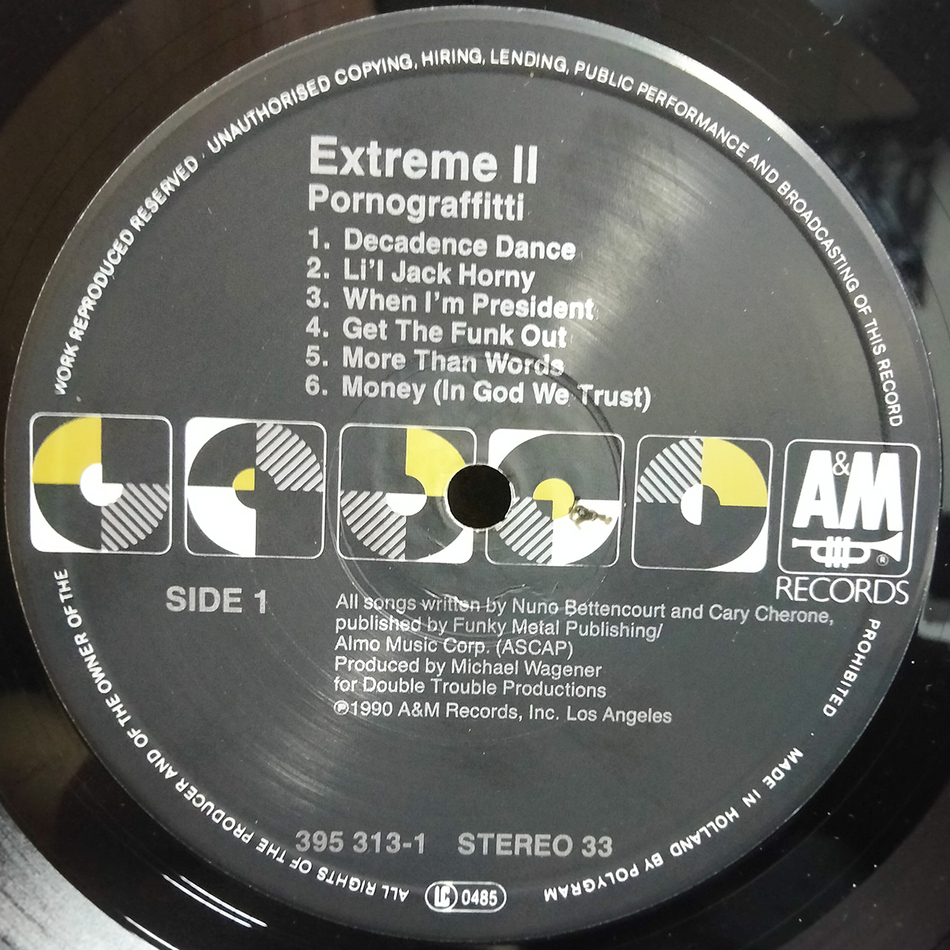 Extreme II
Pornograffitti
1. Decadence Dance
2. Li'l Jack Horny
3. When I'm President
4. Get The Funk Out
5. More Than Words
6. Money (In God We Trust)
A&M
®
RECORDS
SIDE 1
All songs written by Nuno Bettencourt and Cary Cherone,
published by Funky Metal Publishing/
Almo Music Corp. (ASCAP)
Produced by Michael Wagener
for Double Trouble Productions
℗1990 A&M Records, Inc. Los Angeles
395 313-1 STEREO 33
LC 0485
ALL RIGHTS OF THE PRODUCER AND OF THE OWNER OF THE WORK REPRODUCED RESERVED · UNAUTHORISED COPYING, HIRING, LENDING, PUBLIC PERFORMANCE AND BROADCASTING OF THIS RECORD PROHIBITED
MADE IN HOLLAND BY POLYGRAM